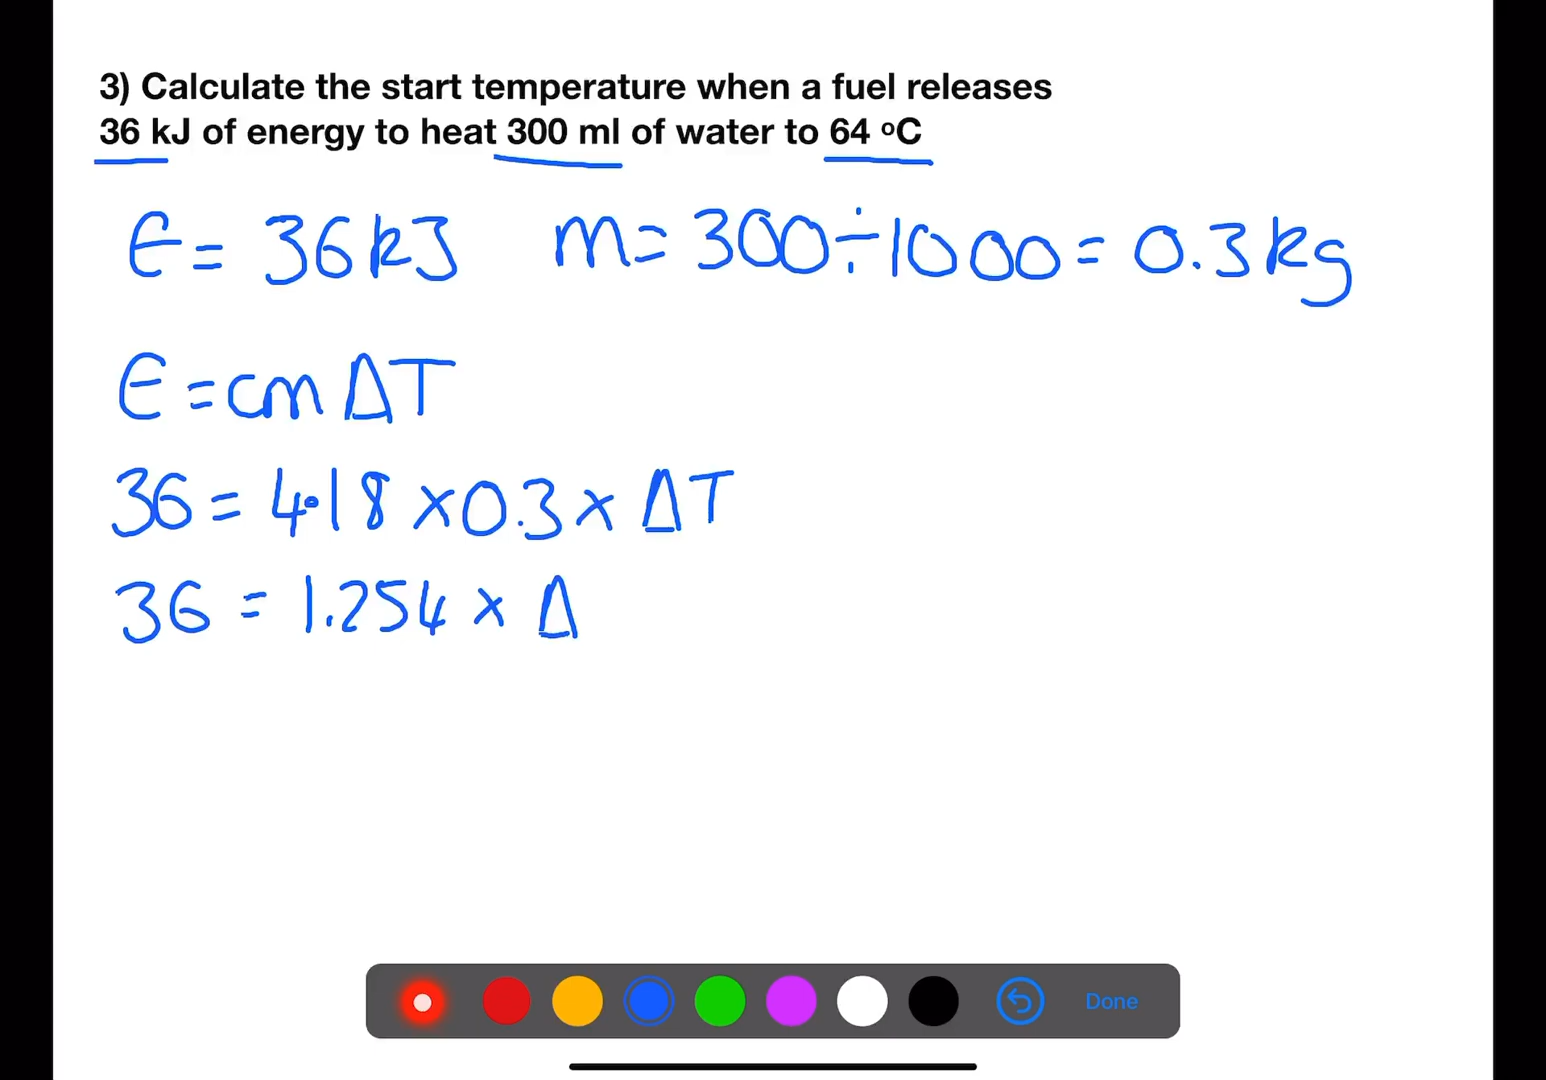 3) Calculate the start temperature when a fuel releases
36 kJ of energy to heat 300 ml of water to 64 ºC
E = 36kJ m= 300÷1000 = 0.3kg
E = cm ΔT
36 = 4.18 × 0.3 × ΔT
36 = 1.254 × Δ
Done